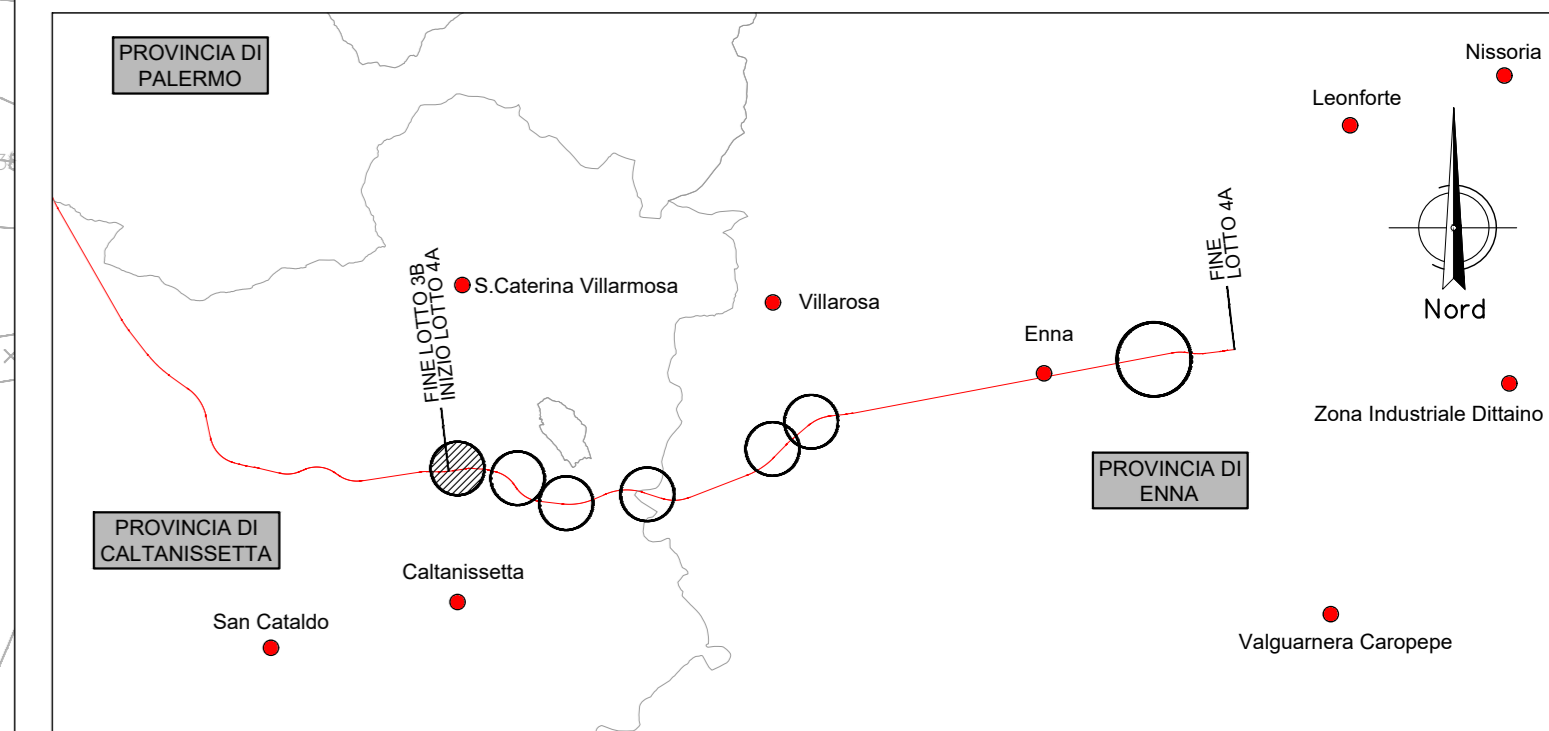 PROVINCIA DI
PALERMO
Nissoria
Leonforte
Nord
FINE
LOTTO 4A
FINE LOTTO 3B
INIZIO LOTTO 4A
S.Caterina Villarmosa
Villarosa
Enna
Zona Industriale Dittaino
PROVINCIA DI
ENNA
PROVINCIA DI
CALTANISSETTA
Caltanissetta
San Cataldo
Valguarnera Caropepe